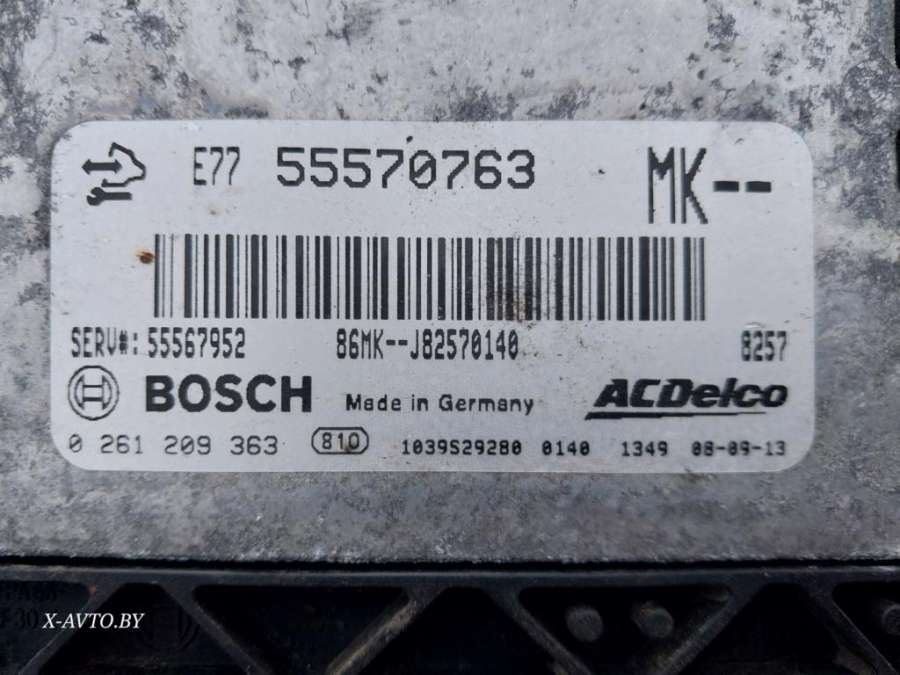 E77 55570763 MK--
SERV#: 55567952 86MK--J82570140 8257
BOSCH Made in Germany ACDelco
0 261 209 363 810 1039S29280 0140 1349 08-09-13
X-AVTO.BY